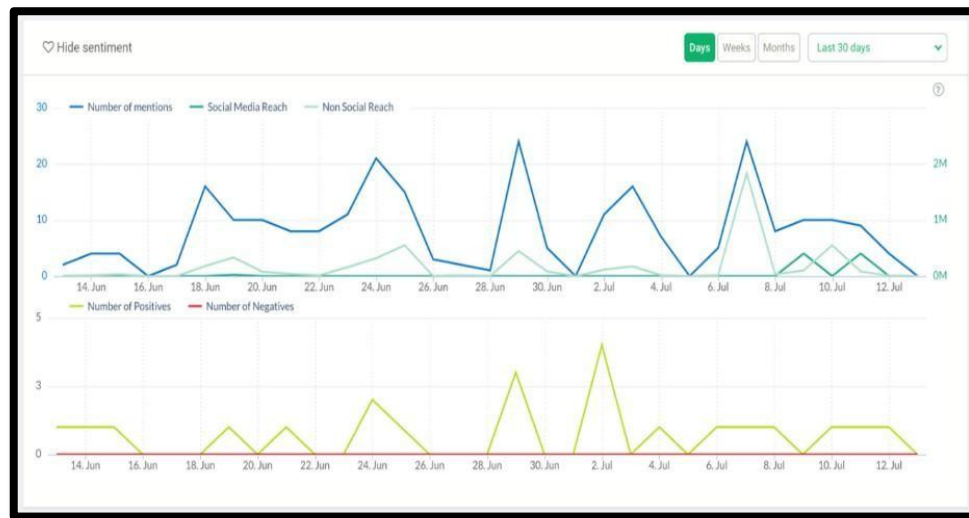 Hide sentiment
Days Weeks Months Last 30 days
?
Number of mentions Social Media Reach Non Social Reach
30
20 2M
10 1M
0 0M
14. Jun 16. Jun 18. Jun 20. Jun 22. Jun 24. Jun 26. Jun 28. Jun 30. Jun 2. Jul 4. Jul 6. Jul 8. Jul 10. Jul 12. Jul
Number of Positives Number of Negatives
5
3
0
14. Jun 16. Jun 18. Jun 20. Jun 22. Jun 24. Jun 26. Jun 28. Jun 30. Jun 2. Jul 4. Jul 6. Jul 8. Jul 10. Jul 12. Jul